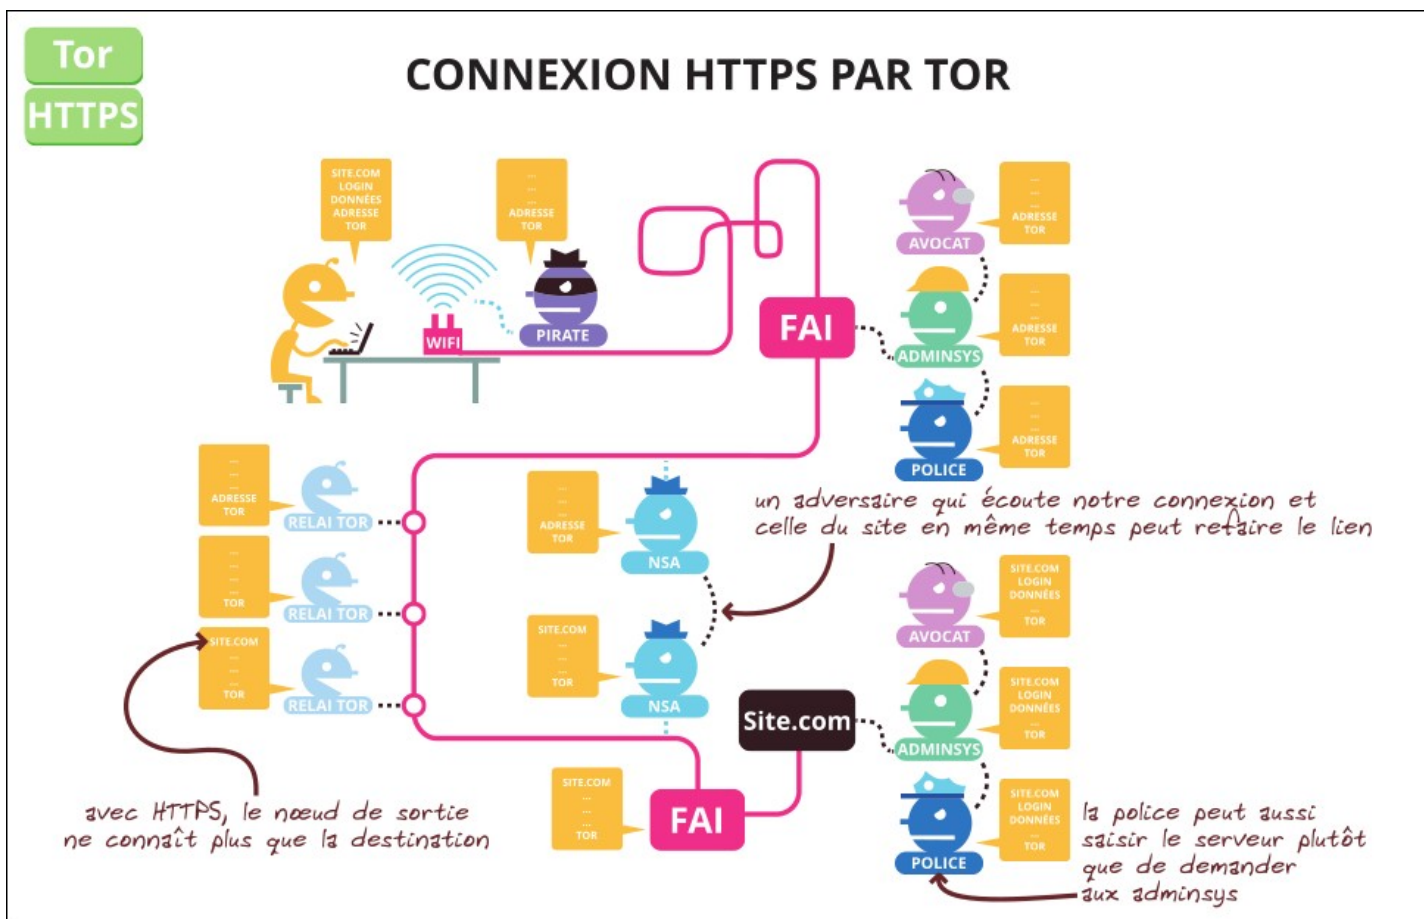 Tor
HTTPS
CONNEXION HTTPS PAR TOR
SITE.COM
LOGIN
DONNÉES
ADRESSE
TOR
...
...
...
ADRESSE
TOR
WIFI
PIRATE
FAI
AVOCAT
...
...
...
ADRESSE
TOR
ADMINSYS
...
...
...
ADRESSE
TOR
POLICE
...
...
...
ADRESSE
TOR
...
...
...
ADRESSE
TOR
RELAI TOR
...
...
...
...
TOR
RELAI TOR
SITE.COM
...
...
...
TOR
RELAI TOR
...
...
...
ADRESSE
TOR
NSA
SITE.COM
...
...
...
TOR
NSA
un adversaire qui écoute notre connexion et
celle du site en même temps peut refaire le lien
avec HTTPS, le nœud de sortie
ne connaît plus que la destination
SITE.COM
...
...
...
TOR
FAI
Site.com
AVOCAT
SITE.COM
LOGIN
DONNÉES
...
TOR
ADMINSYS
SITE.COM
LOGIN
DONNÉES
...
TOR
POLICE
SITE.COM
LOGIN
DONNÉES
...
TOR
la police peut aussi
saisir le serveur plutôt
que de demander
aux adminsys